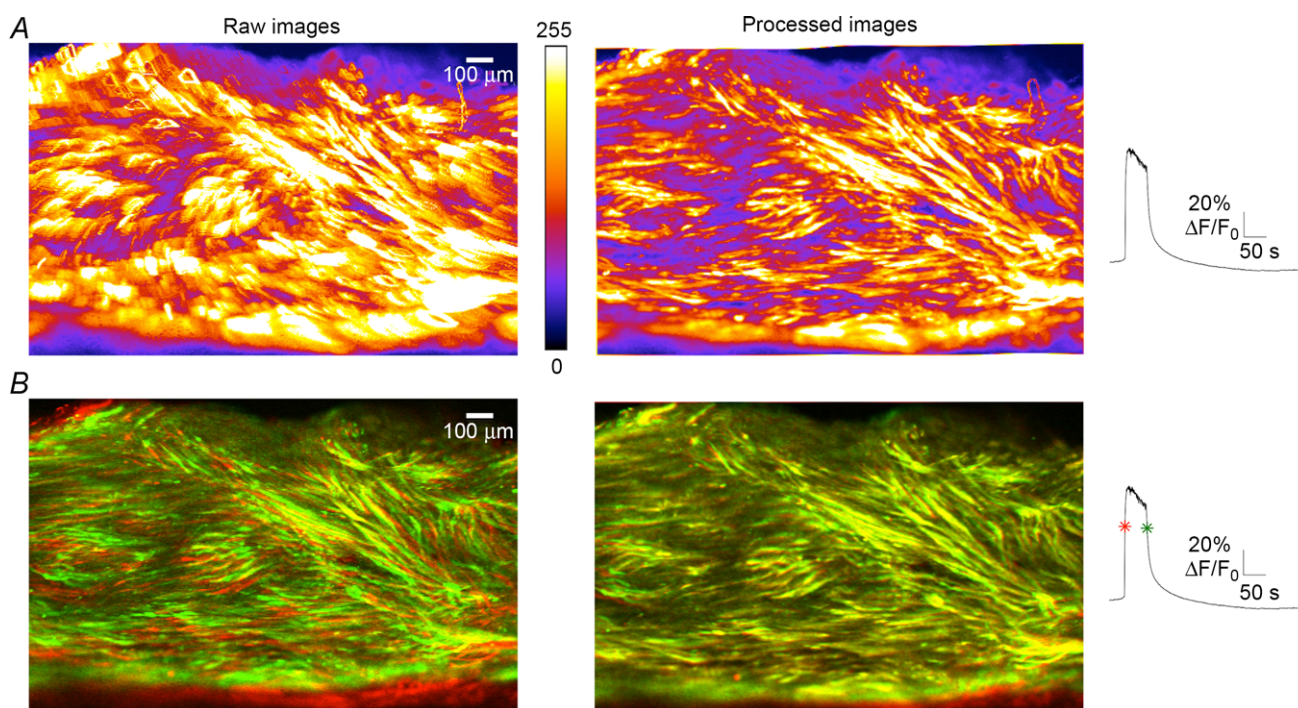 A
Raw images
255
Processed images
100 μm
20%
ΔF/F0
50 s
0
B
100 μm
20%
ΔF/F0
50 s